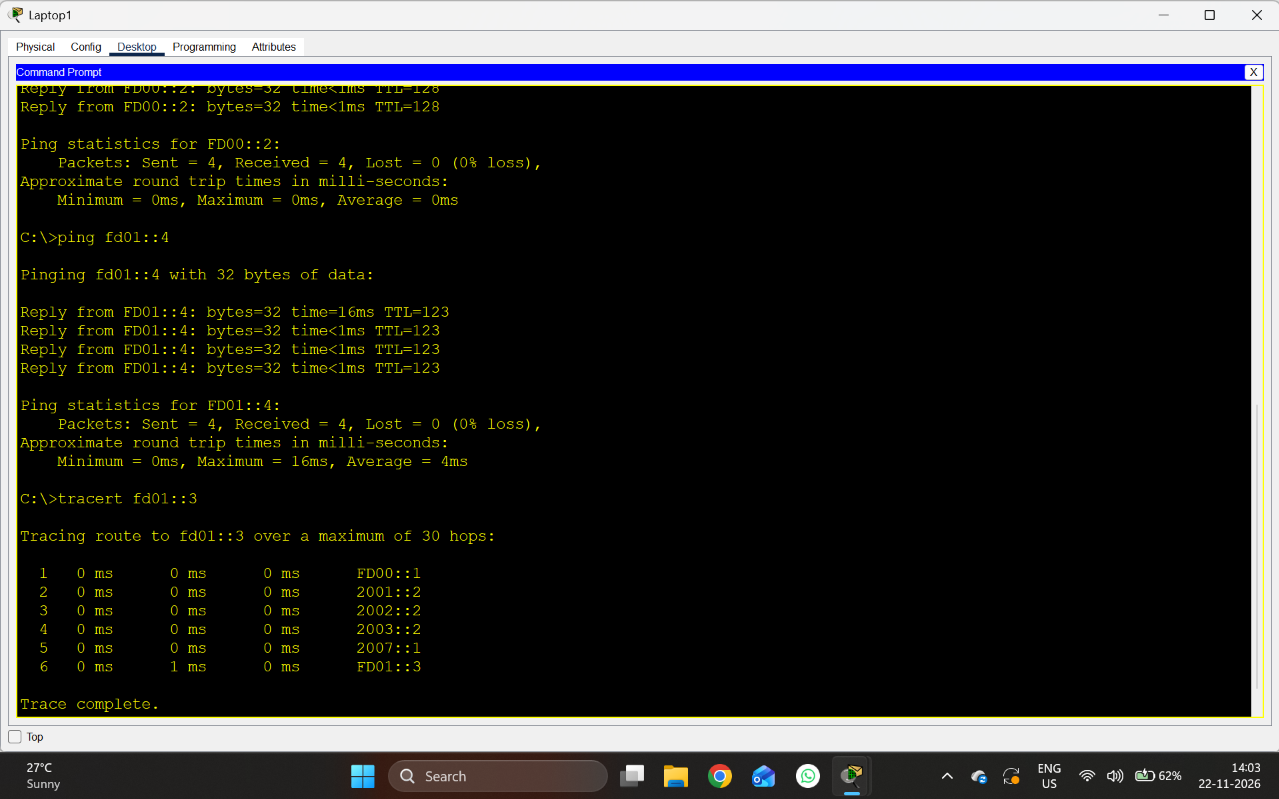 Laptop1
Physical Config Desktop Programming Attributes
Command Prompt X
Reply from FD00::2: bytes=32 time<1ms TTL=128
Reply from FD00::2: bytes=32 time<1ms TTL=128
Ping statistics for FD00::2:
Packets: Sent = 4, Received = 4, Lost = 0 (0% loss),
Approximate round trip times in milli-seconds:
Minimum = 0ms, Maximum = 0ms, Average = 0ms
C:\>ping fd01::4
Pinging fd01::4 with 32 bytes of data:
Reply from FD01::4: bytes=32 time=16ms TTL=123
Reply from FD01::4: bytes=32 time<1ms TTL=123
Reply from FD01::4: bytes=32 time<1ms TTL=123
Reply from FD01::4: bytes=32 time<1ms TTL=123
Ping statistics for FD01::4:
Packets: Sent = 4, Received = 4, Lost = 0 (0% loss),
Approximate round trip times in milli-seconds:
Minimum = 0ms, Maximum = 16ms, Average = 4ms
C:\>tracert fd01::3
Tracing route to fd01::3 over a maximum of 30 hops:
1 0 ms 0 ms 0 ms FD00::1
2 0 ms 0 ms 0 ms 2001::2
3 0 ms 0 ms 0 ms 2002::2
4 0 ms 0 ms 0 ms 2003::2
5 0 ms 0 ms 0 ms 2007::1
6 0 ms 1 ms 0 ms FD01::3
Trace complete.
Top
27°C
Sunny
Search
ENG
US
62%
14:03
22-11-2026